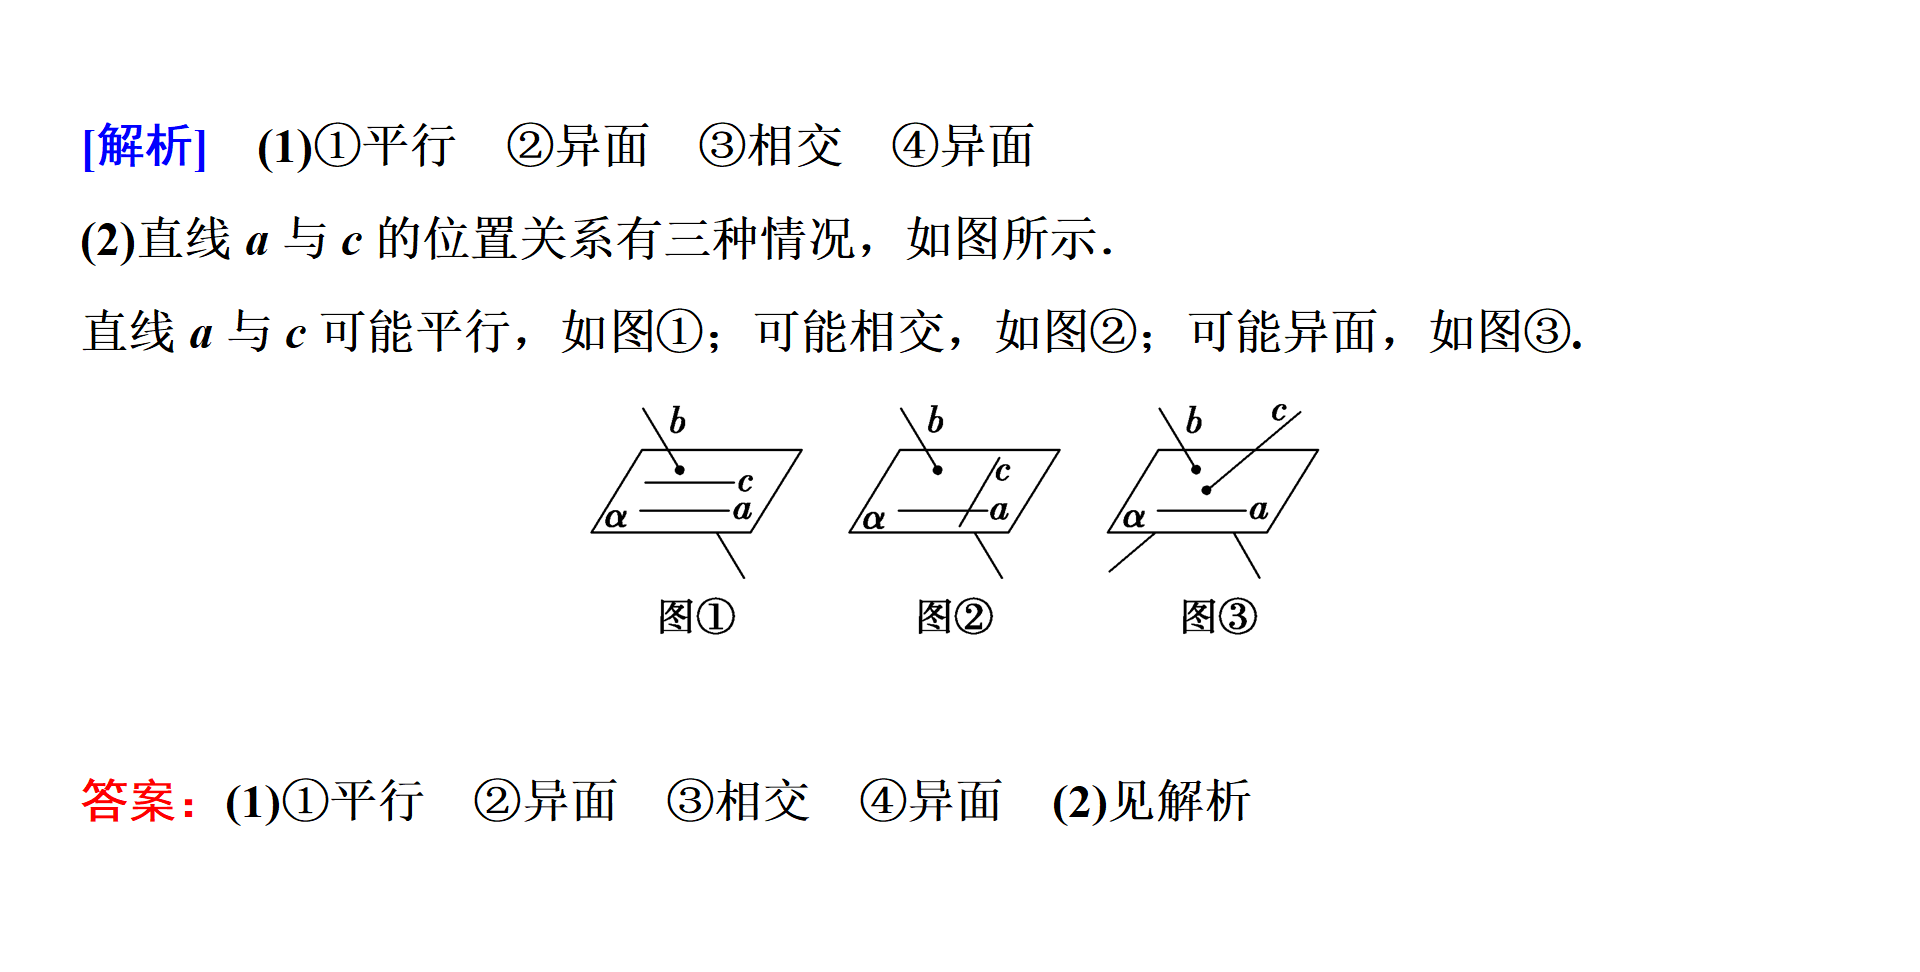 [解析] (1)①平行 ②异面 ③相交 ④异面
(2)直线 a 与 c 的位置关系有三种情况，如图所示.
直线 a 与 c 可能平行，如图①；可能相交，如图②；可能异面，如图③.
b
c
a
α
图①
b
c
a
α
图②
b
c
a
α
图③
答案：(1)①平行 ②异面 ③相交 ④异面 (2)见解析